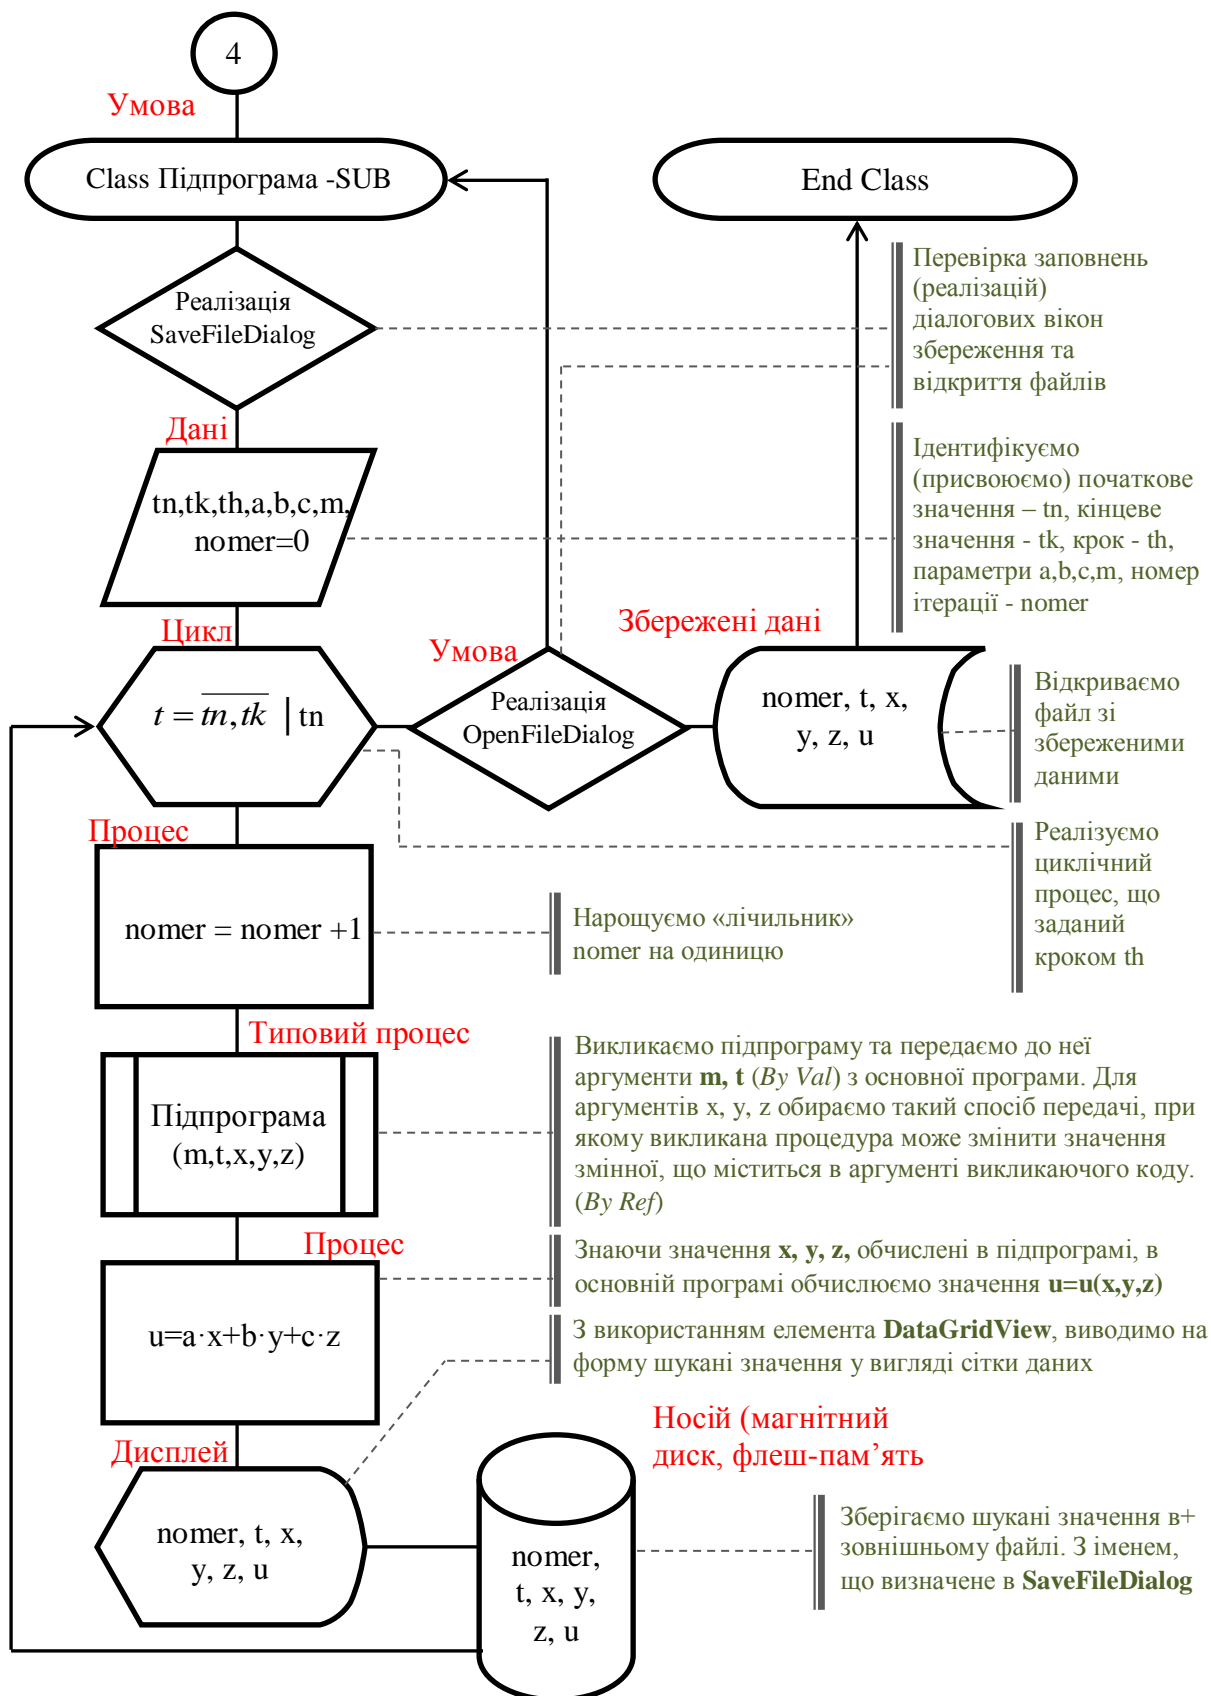 4
Умова
Class Підпрограма -SUB
End Class
Реалізація
SaveFileDialog
Перевірка заповнень
(реалізацій)
діалогових вікон
збереження та
відкриття файлів
Дані
tn,tk,th,a,b,c,m,
nomer=0
Ідентифікуємо
(присвоюємо) початкове
значення – tn, кінцеве
значення - tk, крок - th,
параметри a,b,c,m, номер
ітерації - nomer
Цикл
t = tn, tk | tn
Умова
Реалізація
OpenFileDialog
Збережені дані
nomer, t, x,
y, z, u
Відкриваємо
файл зі
збереженими
даними
Реалізуємо
циклічний
процес, що
заданий
кроком th
Процес
nomer = nomer +1
Нарощуємо «лічильник»
nomer на одиницю
Типовий процес
Підпрограма
(m,t,x,y,z)
Викликаємо підпрограму та передаємо до неї
аргументи m, t (By Val) з основної програми. Для
аргументів x, y, z обираємо такий спосіб передачі, при
якому викликана процедура може змінити значення
змінної, що міститься в аргументі викликаючого коду.
(By Ref)
Процес
u=a·x+b·y+c·z
Знаючи значення x, y, z, обчислені в підпрограмі, в
основній програмі обчислюємо значення u=u(x,y,z)
З використанням елемента DataGridView, виводимо на
форму шукані значення у вигляді сітки даних
Дисплей
nomer, t, x,
y, z, u
Носій (магнітний
диск, флеш-пам’ять
nomer,
t, x, y,
z, u
Зберігаємо шукані значення в+
зовнішньому файлі. З іменем,
що визначене в SaveFileDialog